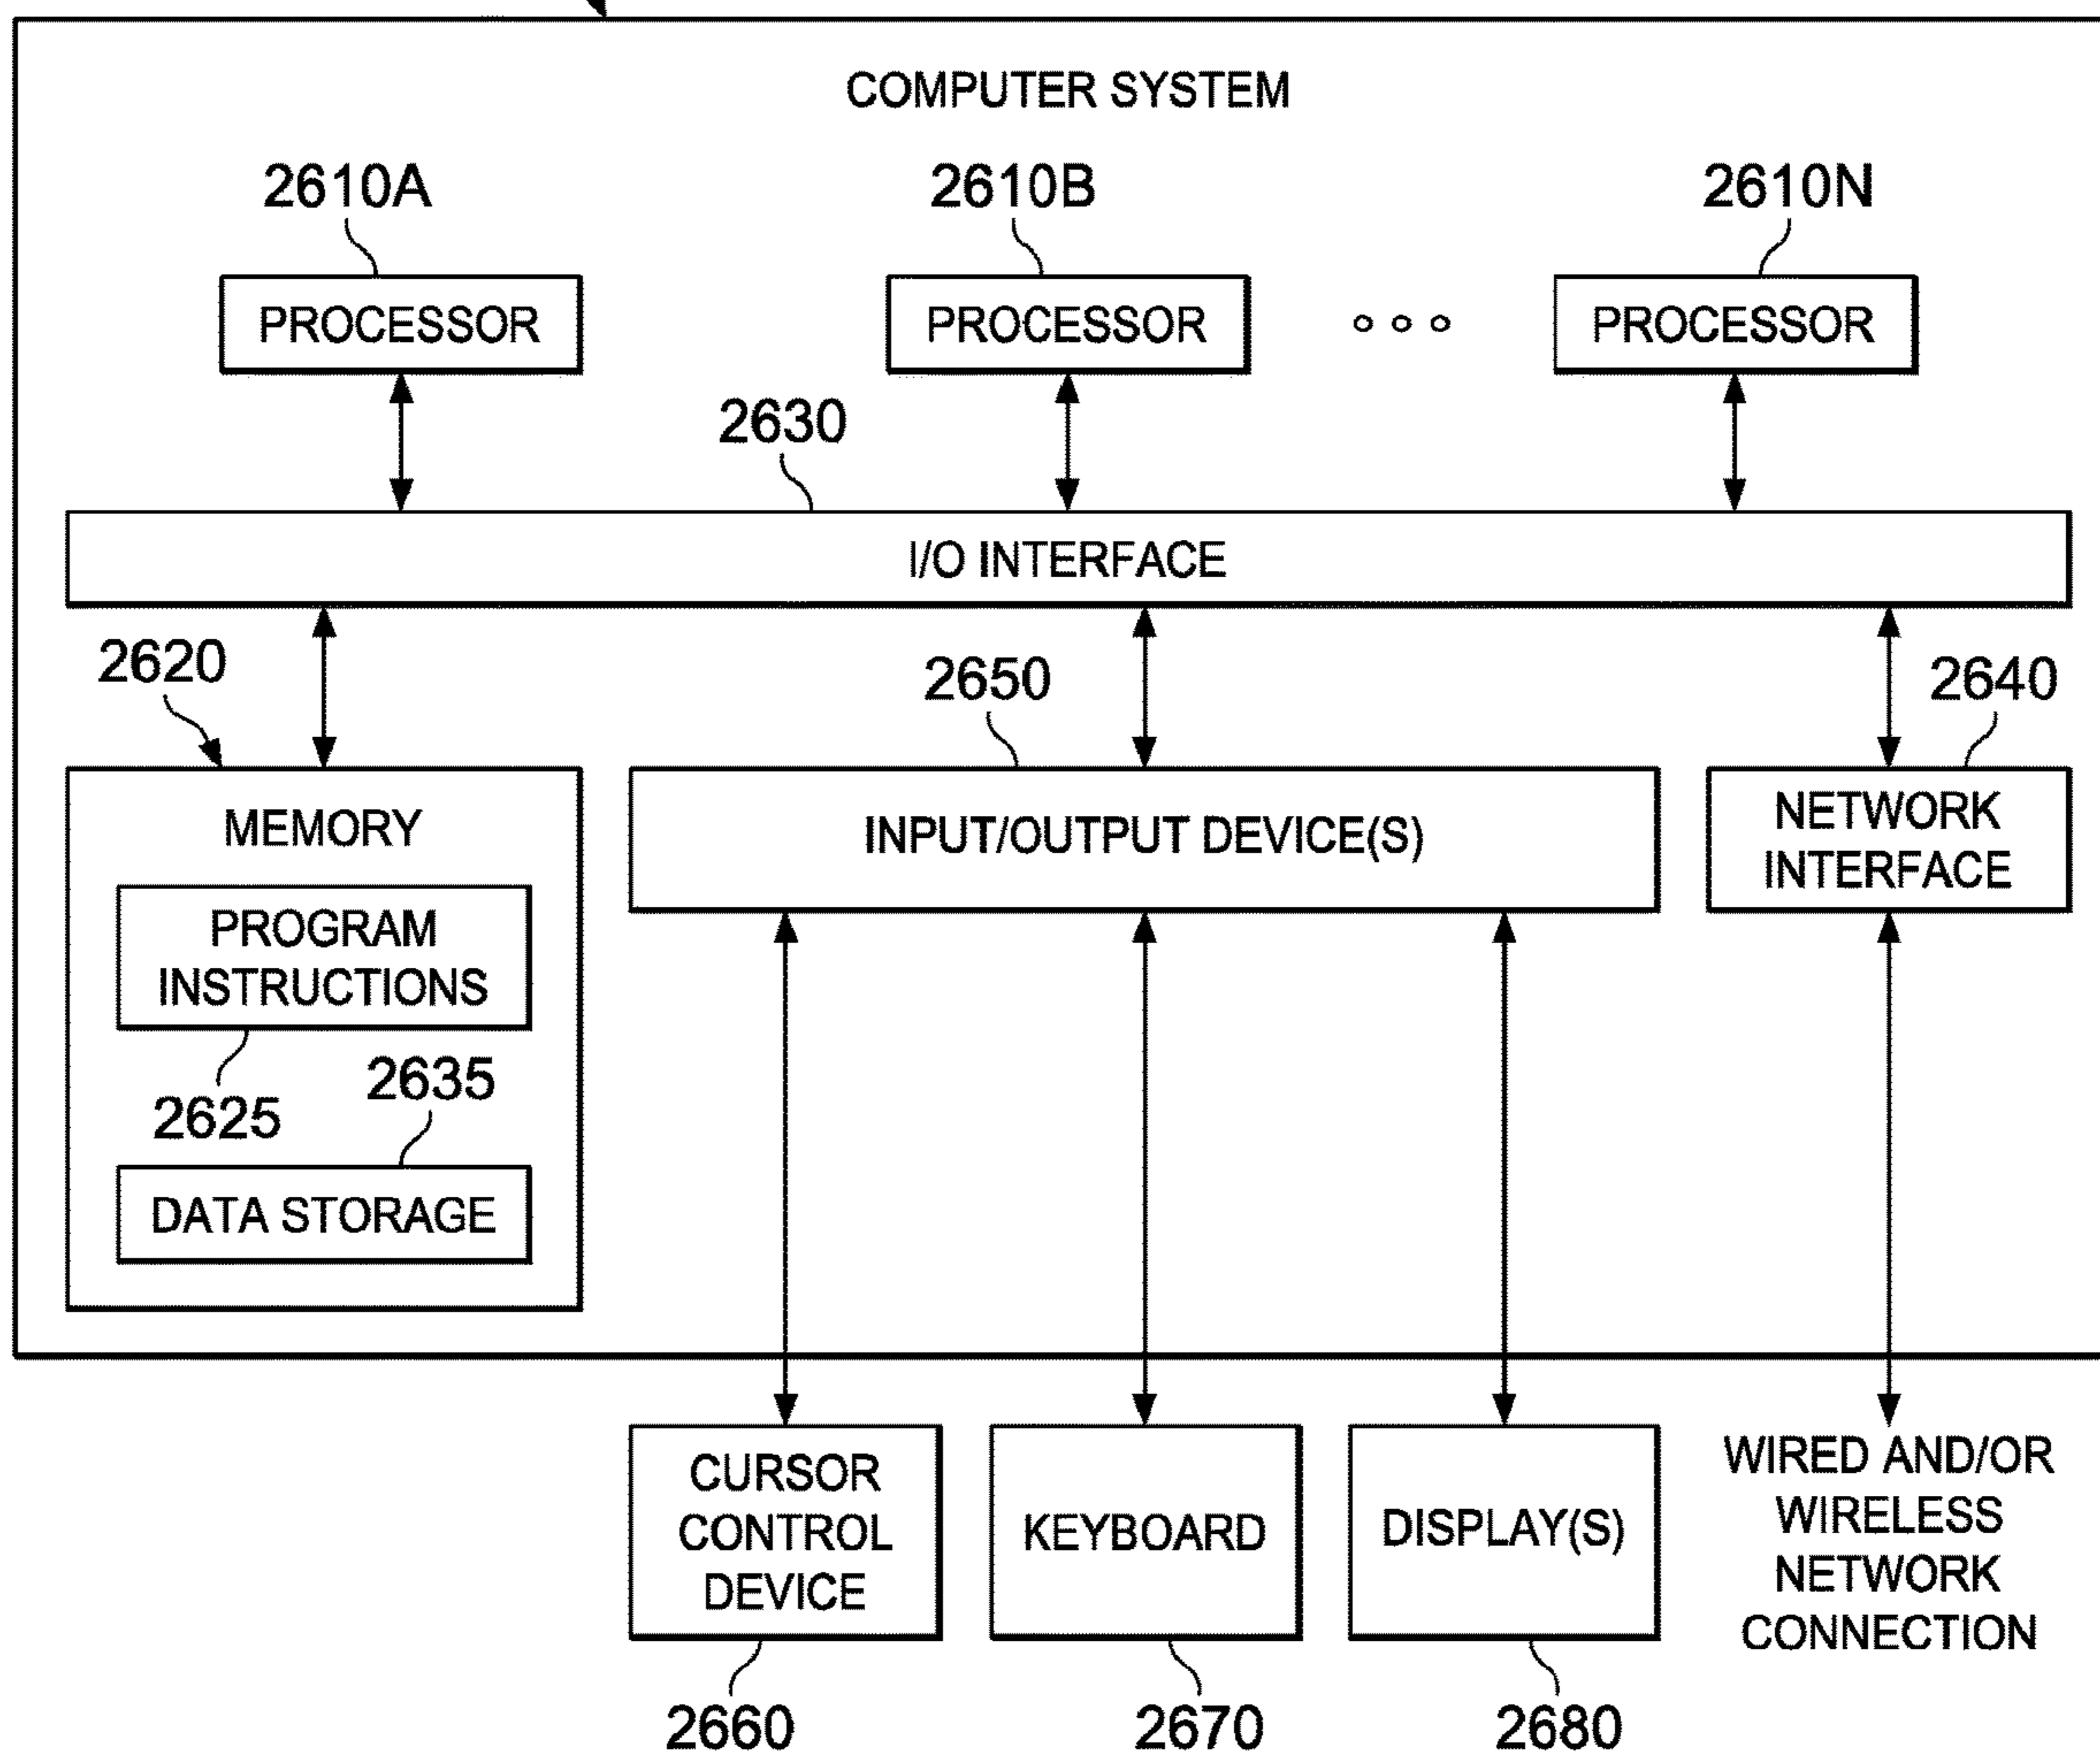 COMPUTER SYSTEM
2610A
2610B
2610N
PROCESSOR
PROCESSOR
PROCESSOR
2630
I/O INTERFACE
2620
2650
2640
MEMORY
PROGRAM
INSTRUCTIONS
2625
2635
DATA STORAGE
INPUT/OUTPUT DEVICE(S)
NETWORK
INTERFACE
CURSOR
CONTROL
DEVICE
KEYBOARD
DISPLAY(S)
WIRED AND/OR
WIRELESS
NETWORK
CONNECTION
2660
2670
2680